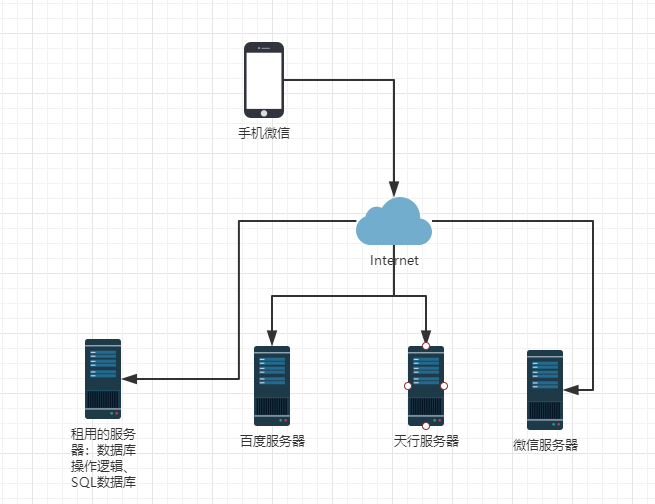 手机微信
Internet
租用的服务
器：数据库
操作逻辑、
SQL数据库
百度服务器
天行服务器
微信服务器